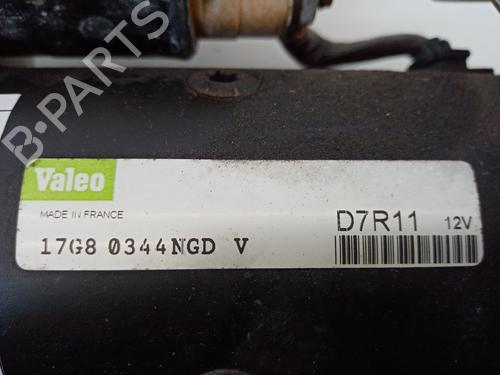 B-PARTS
Valeo
MADE IN FRANCE
D7R11 12V
17G8 0344NGD V